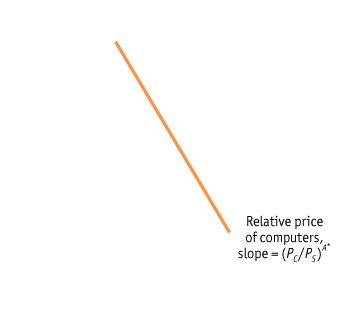 Relative price
of computers,
slope = (P_C/P_S)^A*